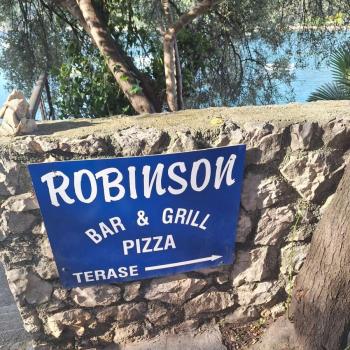 ROBINSON
BAR & GRILL
PIZZA
TERASE